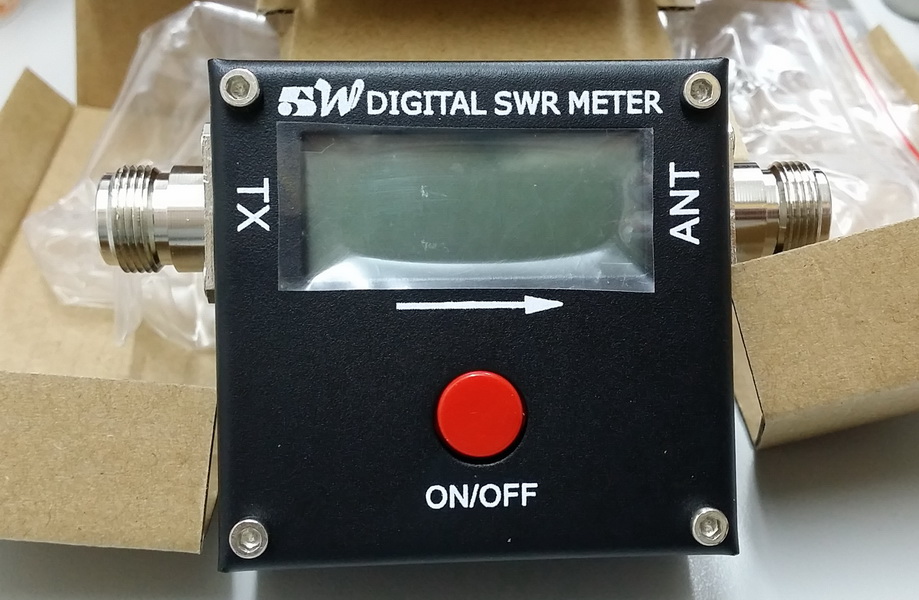 SW DIGITAL SWR METER
TX
ANT
ON/OFF